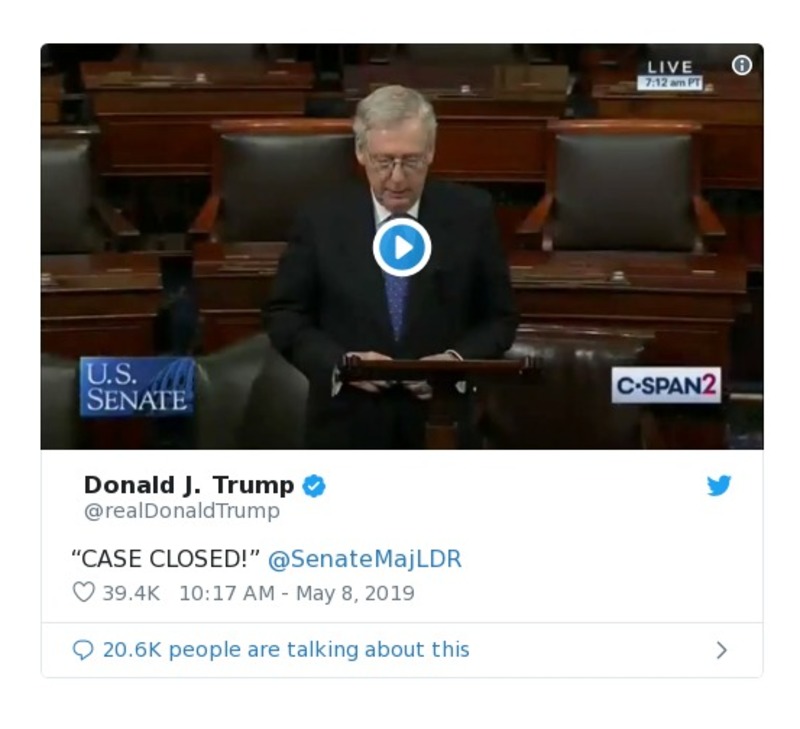 LIVE
7:12 am PT
U.S.
SENATE
C-SPAN2
Donald J. Trump
@realDonaldTrump
“CASE CLOSED!” @SenateMajLDR
39.4K 10:17 AM - May 8, 2019
20.6K people are talking about this